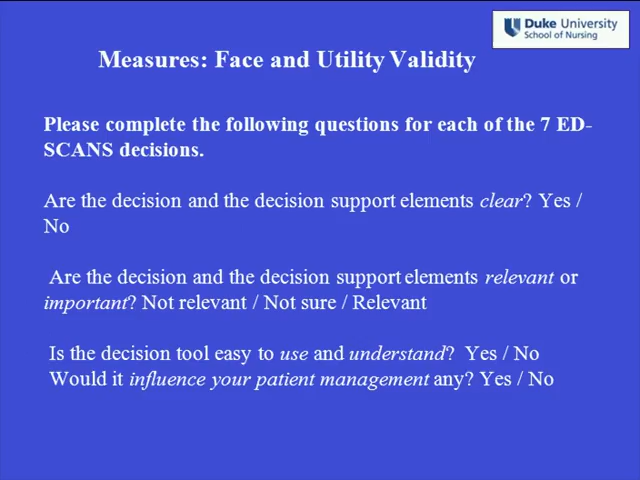 Duke University
School of Nursing
Measures: Face and Utility Validity
Please complete the following questions for each of the 7 ED-
SCANS decisions.
Are the decision and the decision support elements clear? Yes /
No
Are the decision and the decision support elements relevant or
important? Not relevant / Not sure / Relevant
Is the decision tool easy to use and understand? Yes / No
Would it influence your patient management any? Yes / No